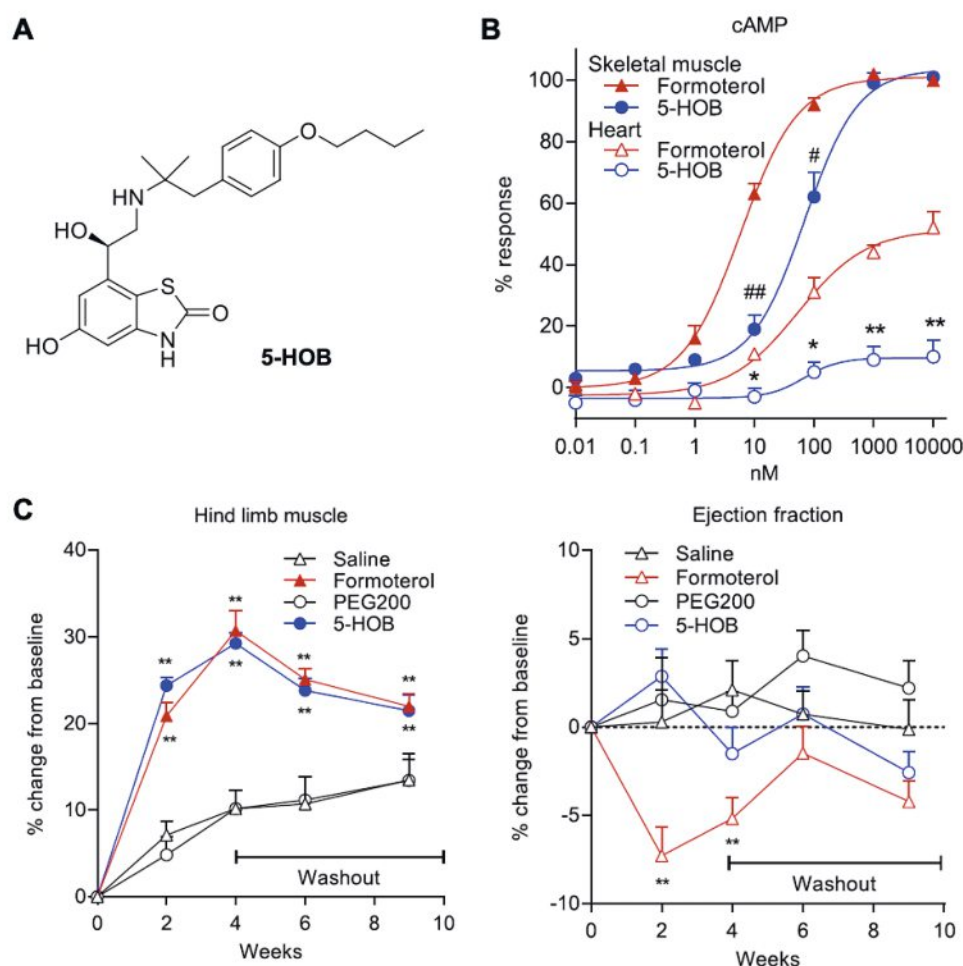 A
O
HN
HO
S
O
N
H
HO
5-HOB
B
cAMP
Skeletal muscle
Formoterol
5-HOB
Heart
Formoterol
5-HOB
% response
100
80
60
40
20
0
#
##
* * ** **
0.01 0.1 1 10 100 1000 10000
nM
C
Hind limb muscle
Saline
Formoterol
PEG200
5-HOB
% change from baseline
40
30
20
10
0
** ** ** **
** ** ** **
Washout
0 2 4 6 8 10
Weeks
Ejection fraction
Saline
Formoterol
PEG200
5-HOB
% change from baseline
10
5
0
-5
-10
** **
Washout
0 2 4 6 8 10
Weeks